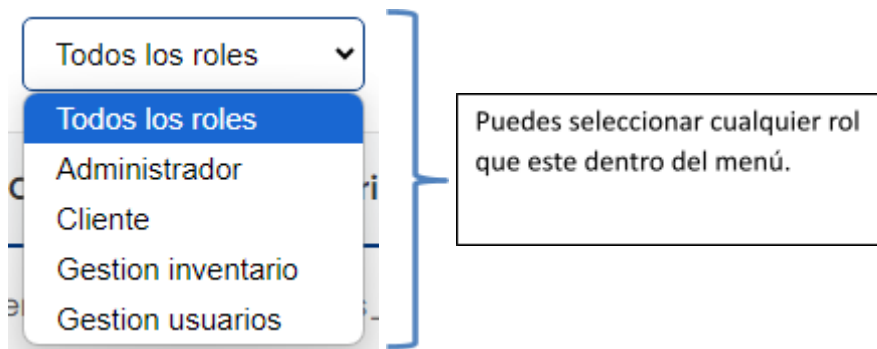 Todos los roles
Todos los roles
Administrador
Cliente
Gestion inventario
Gestion usuarios
Puedes seleccionar cualquier rol
que este dentro del menú.